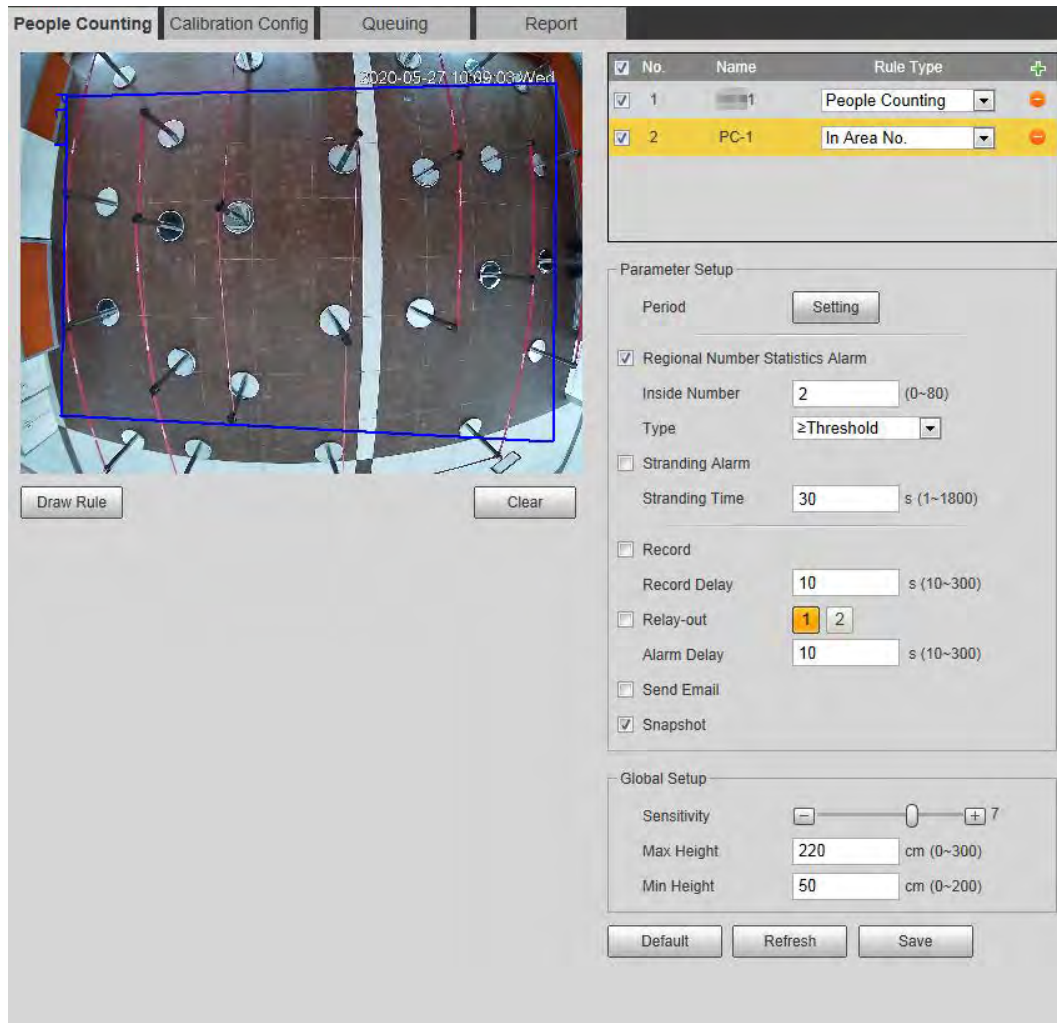 People Counting Calibration Config Queuing Report
2020-05-27 10:09:03 Wed
No. Name Rule Type
1 1 People Counting
2 PC-1 In Area No.
Draw Rule Clear
Parameter Setup
Period Setting
Regional Number Statistics Alarm
Inside Number 2 (0~80)
Type ≥Threshold
Stranding Alarm
Stranding Time 30 s (1~1800)
Record
Record Delay 10 s (10~300)
Relay-out 1 2
Alarm Delay 10 s (10~300)
Send Email
Snapshot
Global Setup
Sensitivity 7
Max Height 220 cm (0~300)
Min Height 50 cm (0~200)
Default Refresh Save